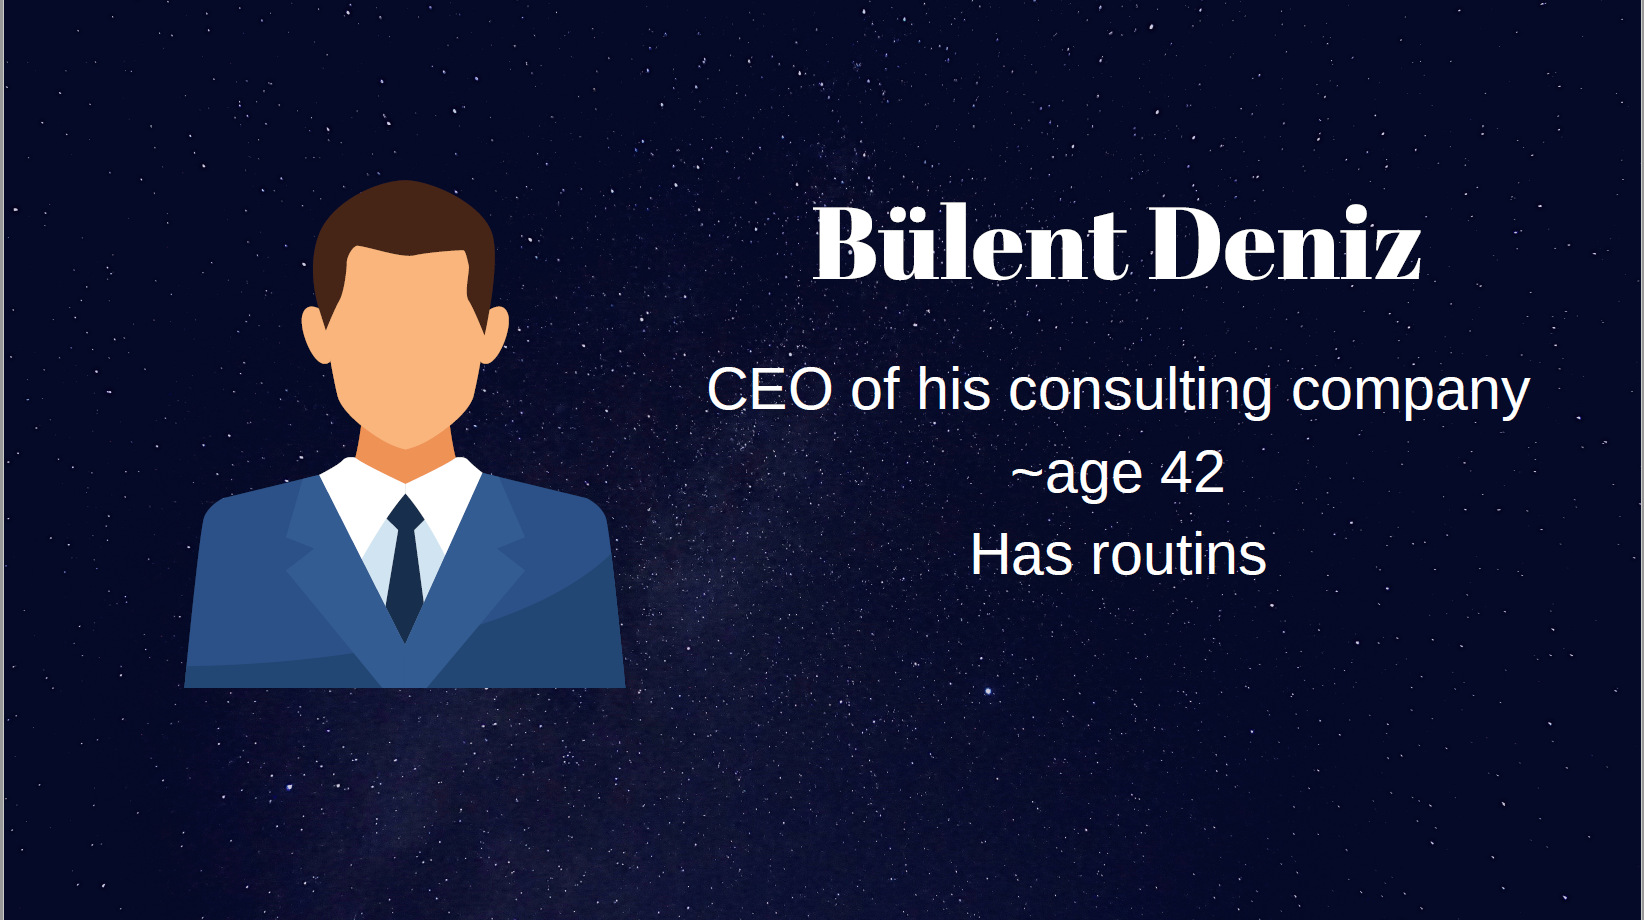 Bülent Deniz
CEO of his consulting company
~age 42
Has routins